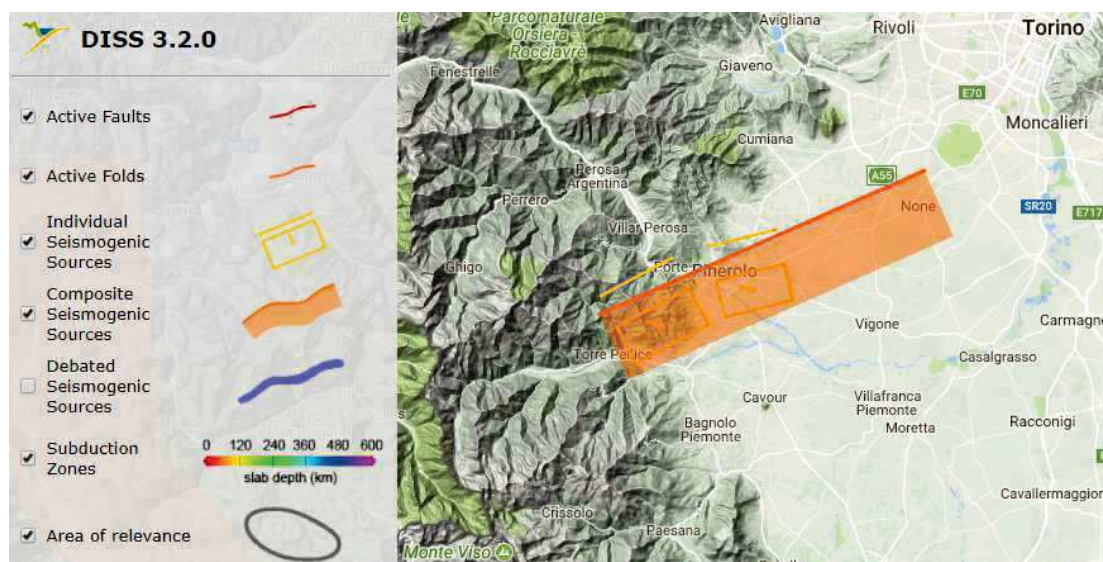 DISS 3.2.0
Active Faults
Active Folds
Individual
Seismogenic
Sources
Composite
Seismogenic
Sources
Debated
Seismogenic
Sources
Subduction
Zones
0 120 240 360 480 600
slab depth (km)
Area of relevance
Parco naturale
Orsiera -
Rocciavrè
Avigliana
Rivoli
Torino
Fenestrelle
Giaveno
E70
Moncalieri
Cumiana
Perosa
Argentina
A55
Perrero
None
SR20
E717
Villar Perosa
Ghigo
Porte
Pinerolo
Vigone
Carmagn
Torre Pellice
Casalgrasso
Cavour
Villafranca
Piemonte
Bagnolo
Piemonte
Moretta
Racconigi
Cavallermaggior
Crissolo
Paesana
Monte Viso